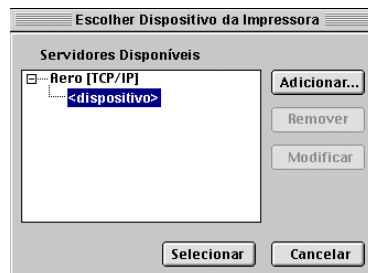 Escolher Dispositivo da Impressora
Servidores Disponíveis
Aero [TCP/IP]
<dispositivo>
Adicionar...
Remover
Modificar
Selecionar
Cancelar